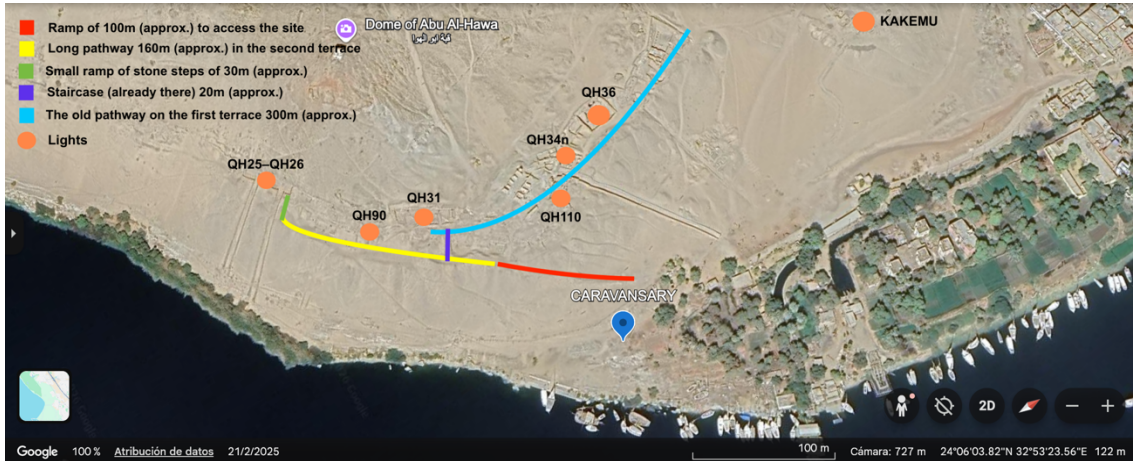 Ramp of 100m (approx.) to access the site
Long pathway 160m (approx.) in the second terrace
Small ramp of stone steps of 30m (approx.)
Staircase (already there) 20m (approx.)
The old pathway on the first terrace 300m (approx.)
Lights
Dome of Abu Al-Hawa
قبة ابو الهوا
KAKEMU
QH36
QH34n
QH25–QH26
QH31
QH110
QH90
CARAVANSARY
2D
Google 100 % Atribución de datos 21/2/2025 100 m Cámara: 727 m 24°06'03.82"N 32°53'23.56"E 122 m